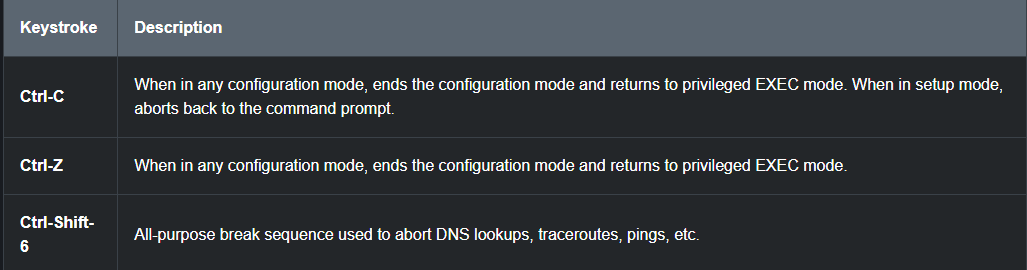 Keystroke Description
Ctrl-C
When in any configuration mode, ends the configuration mode and returns to privileged EXEC mode. When in setup mode,
aborts back to the command prompt.
Ctrl-Z
When in any configuration mode, ends the configuration mode and returns to privileged EXEC mode.
Ctrl-Shift-
6
All-purpose break sequence used to abort DNS lookups, traceroutes, pings, etc.